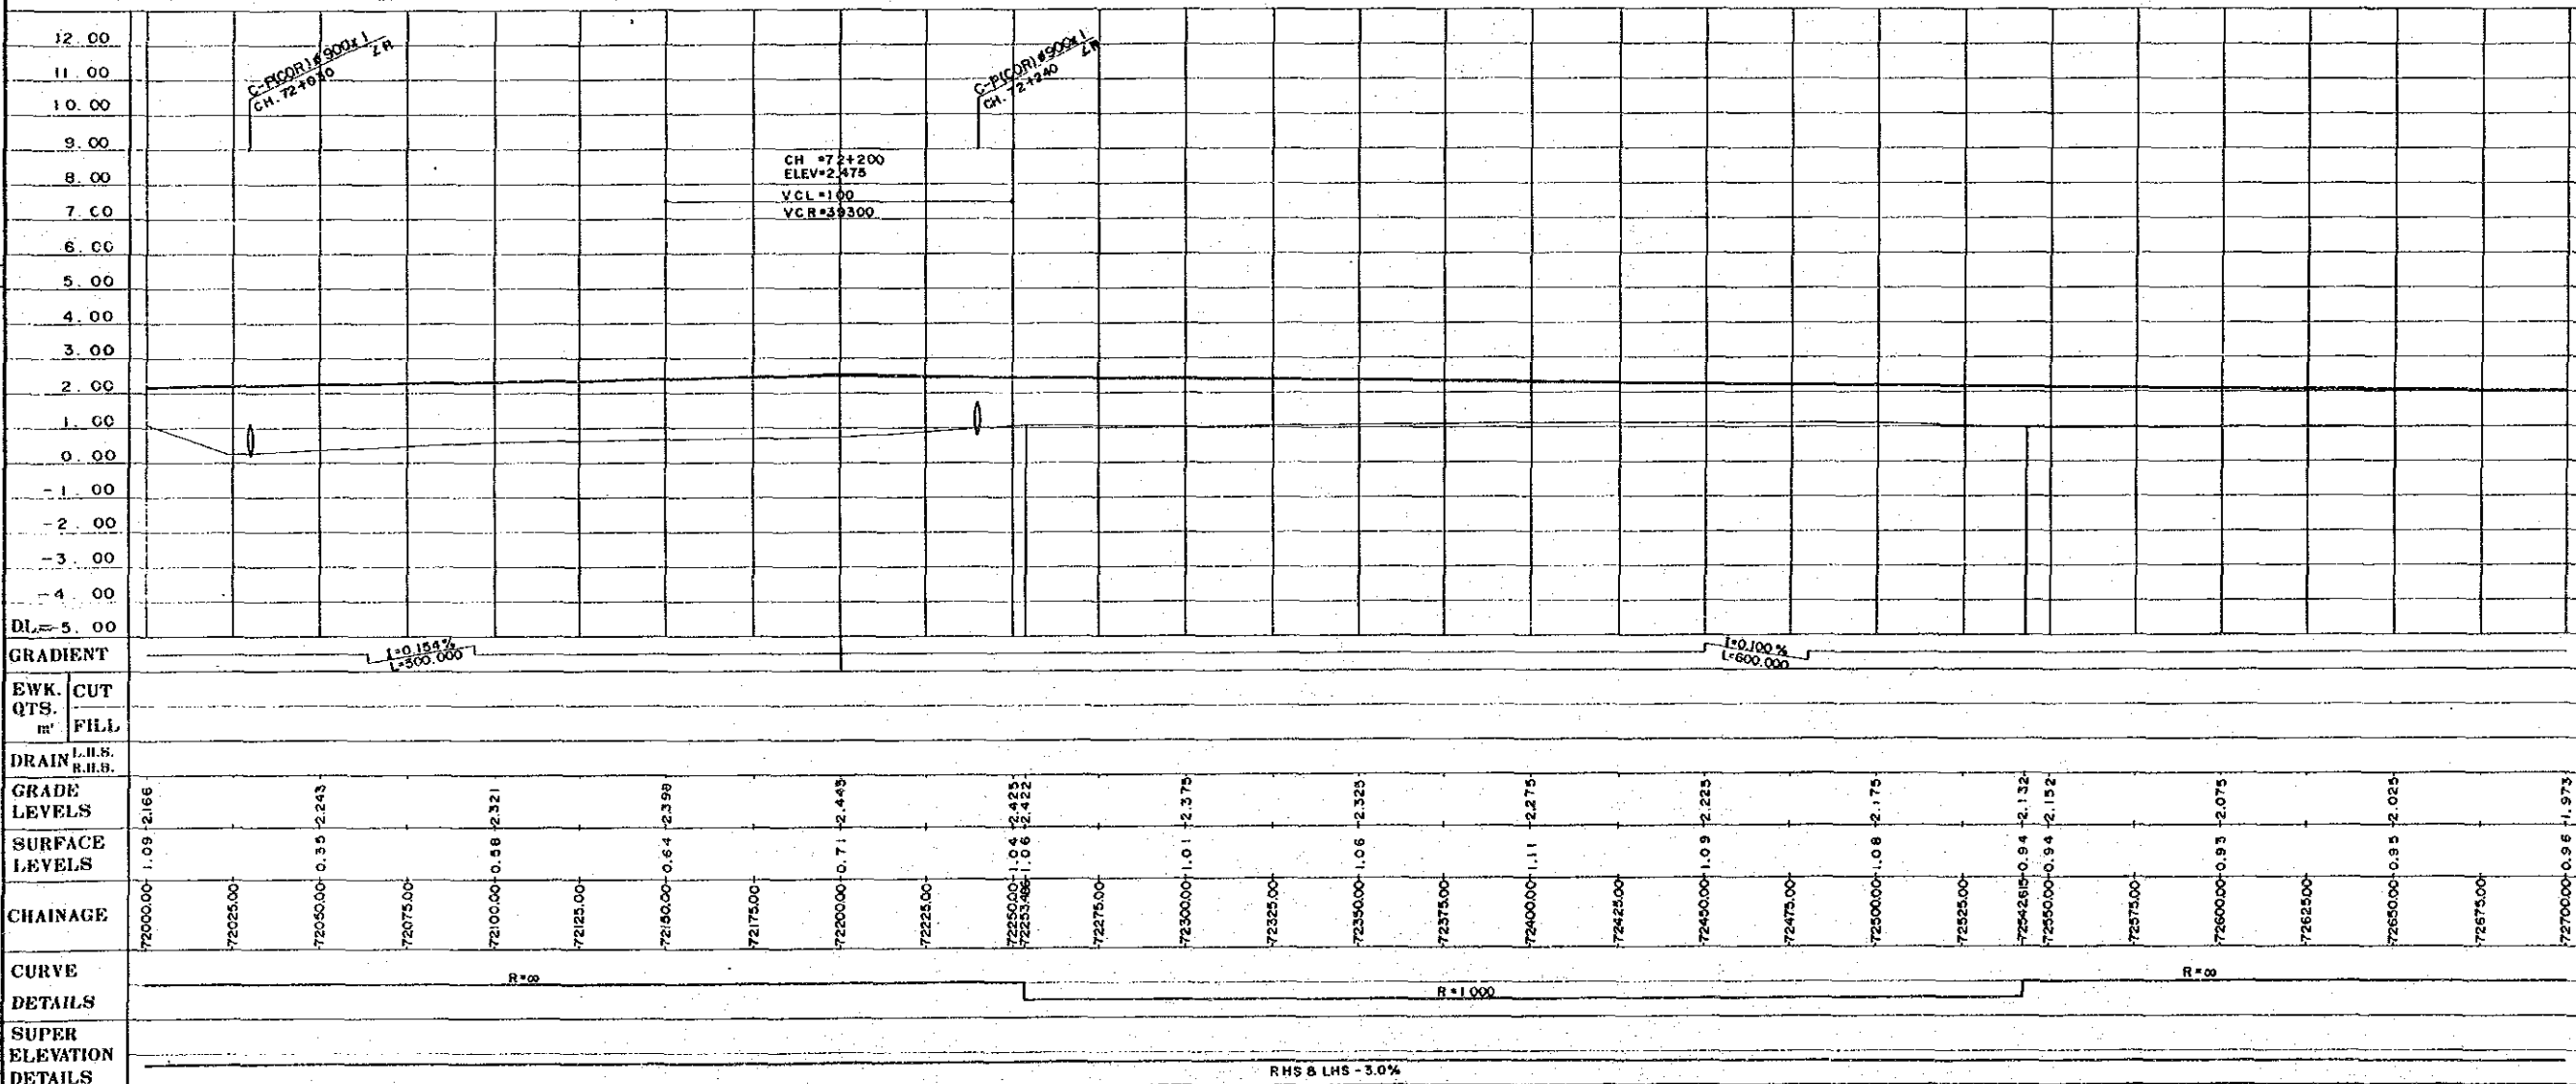 12.00
11.00
10.00
9.00
8.00
7.00
6.00
5.00
4.00
3.00
2.00
1.00
0.00
-1.00
-2.00
-3.00
-4.00
DL=-5.00
C-P(COR)ø900x1
∠R
CH.72+030
C-P(COR)ø900x1
∠R
CH.72+240
CH =72+200
ELEV=2.475
VCL=100
VCR=39300
GRADIENT
I=0.154%
L=500.000
I=0.100%
L=600.000
EWK. QTS. m³
CUT
FILL
DRAIN L.H.S. R.H.S.
GRADE LEVELS
2.166 2.243 2.321 2.398 2.448 2.425 2.422 2.375 2.325 2.275 2.225 2.175 2.132 2.152 2.075 2.025 1.975
SURFACE LEVELS
1.09 0.35 0.58 0.64 0.71 1.04 1.06 1.01 1.06 1.11 1.09 1.08 0.94 0.94 0.93 0.95 0.96
CHAINAGE
72000.00 72025.00 72050.00 72075.00 72100.00 72125.00 72150.00 72175.00 72200.00 72225.00 72250.00 72253.486 72275.00 72300.00 72325.00 72350.00 72375.00 72400.00 72425.00 72450.00 72475.00 72500.00 72525.00 72542.615 72550.00 72575.00 72600.00 72625.00 72650.00 72675.00 72700.00
CURVE DETAILS
R=∞
R=1000
R=∞
SUPER ELEVATION DETAILS
RHS & LHS -3.0%